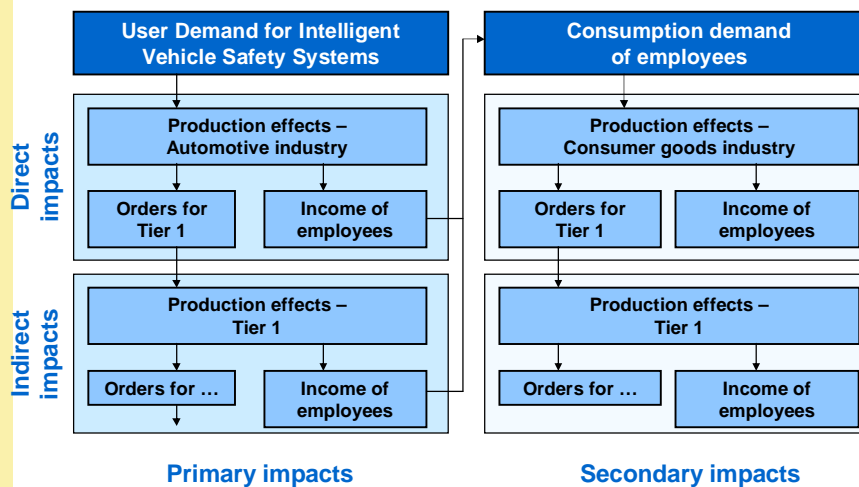 User Demand for Intelligent
Vehicle Safety Systems
Consumption demand
of employees
Direct
impacts
Production effects –
Automotive industry
Orders for
Tier 1
Income of
employees
Production effects –
Consumer goods industry
Orders for
Tier 1
Income of
employees
Indirect
impacts
Production effects –
Tier 1
Orders for …
Income of
employees
Production effects –
Tier 1
Orders for …
Income of
employees
Primary impacts
Secondary impacts